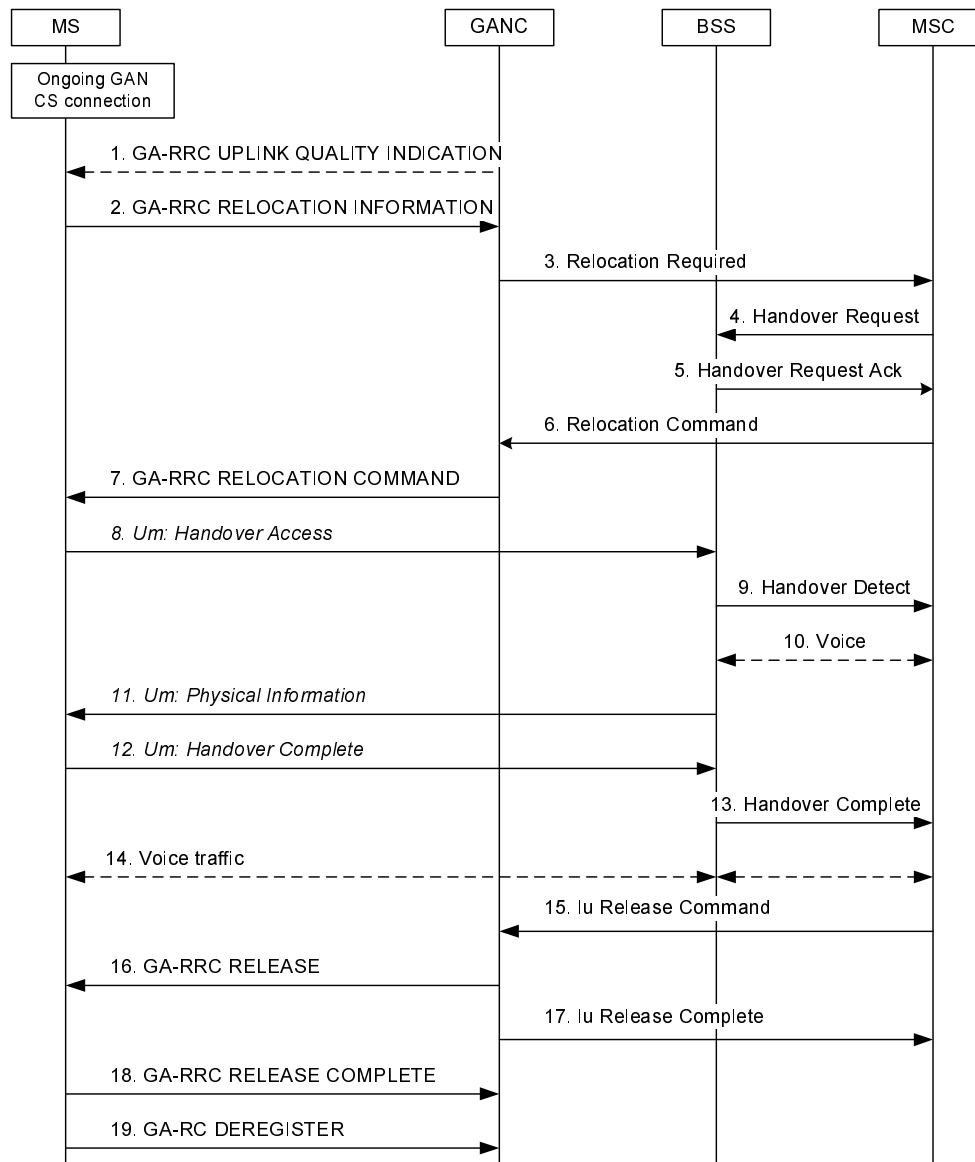 MS
GANC
BSS
MSC
Ongoing GAN
CS connection
1. GA-RRC UPLINK QUALITY INDICATION
2. GA-RRC RELOCATION INFORMATION
3. Relocation Required
4. Handover Request
5. Handover Request Ack
6. Relocation Command
7. GA-RRC RELOCATION COMMAND
8. Um: Handover Access
9. Handover Detect
10. Voice
11. Um: Physical Information
12. Um: Handover Complete
13. Handover Complete
14. Voice traffic
15. Iu Release Command
16. GA-RRC RELEASE
17. Iu Release Complete
18. GA-RRC RELEASE COMPLETE
19. GA-RC DEREGISTER